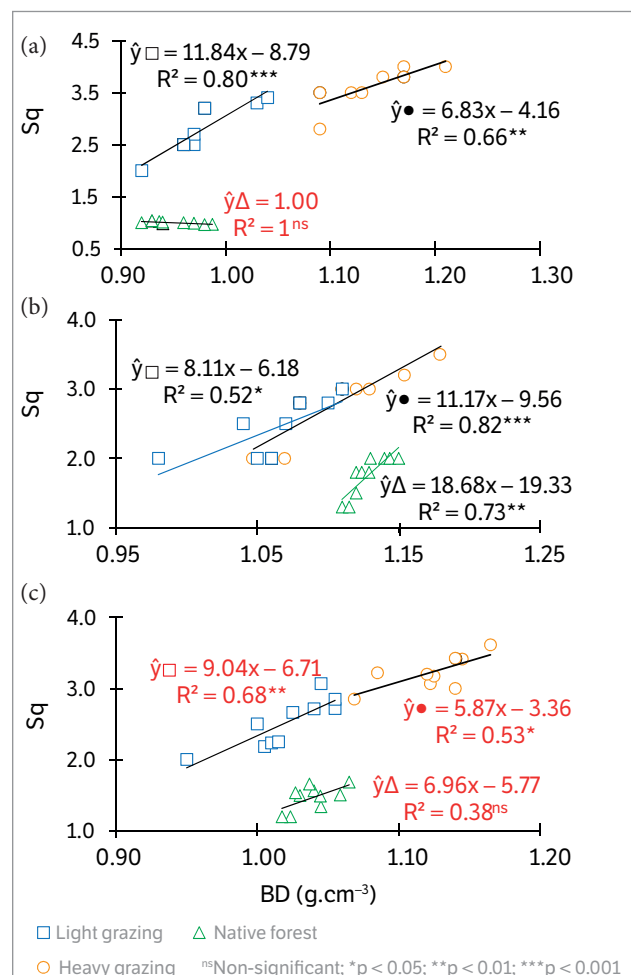 (a)
ŷ□ = 11.84x − 8.79
R² = 0.80***
ŷ● = 6.83x − 4.16
R² = 0.66**
ŷΔ = 1.00
R² = 1ns
Sq
4.5
3.5
2.5
1.5
0.5
0.90 1.00 1.10 1.20 1.30
(b)
ŷ□ = 8.11x − 6.18
R² = 0.52*
ŷ● = 11.17x − 9.56
R² = 0.82***
ŷΔ = 18.68x − 19.33
R² = 0.73**
Sq
4.0
3.0
2.0
1.0
0.95 1.05 1.15 1.25
(c)
ŷ□ = 9.04x − 6.71
R² = 0.68**
ŷ● = 5.87x − 3.36
R² = 0.53*
ŷΔ = 6.96x − 5.77
R² = 0.38ns
Sq
4.0
3.0
2.0
1.0
0.90 1.00 1.10 1.20
BD (g.cm⁻³)
□ Light grazing △ Native forest
○ Heavy grazing nsNon-significant; *p < 0.05; **p < 0.01; ***p < 0.001